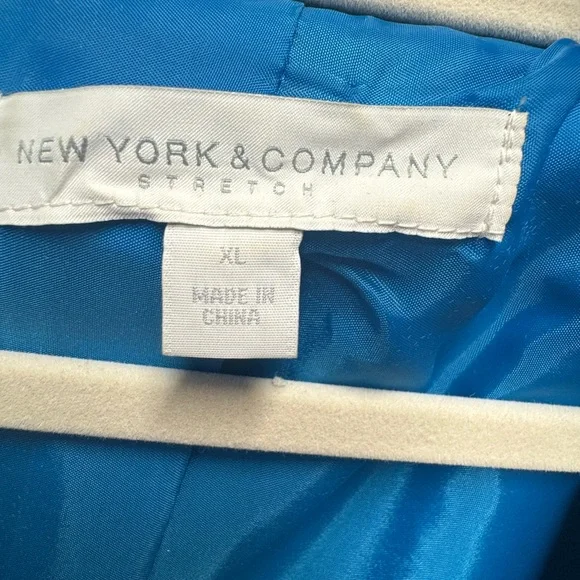 NEW YORK & COMPANY
STRETCH
XL
MADE IN
CHINA